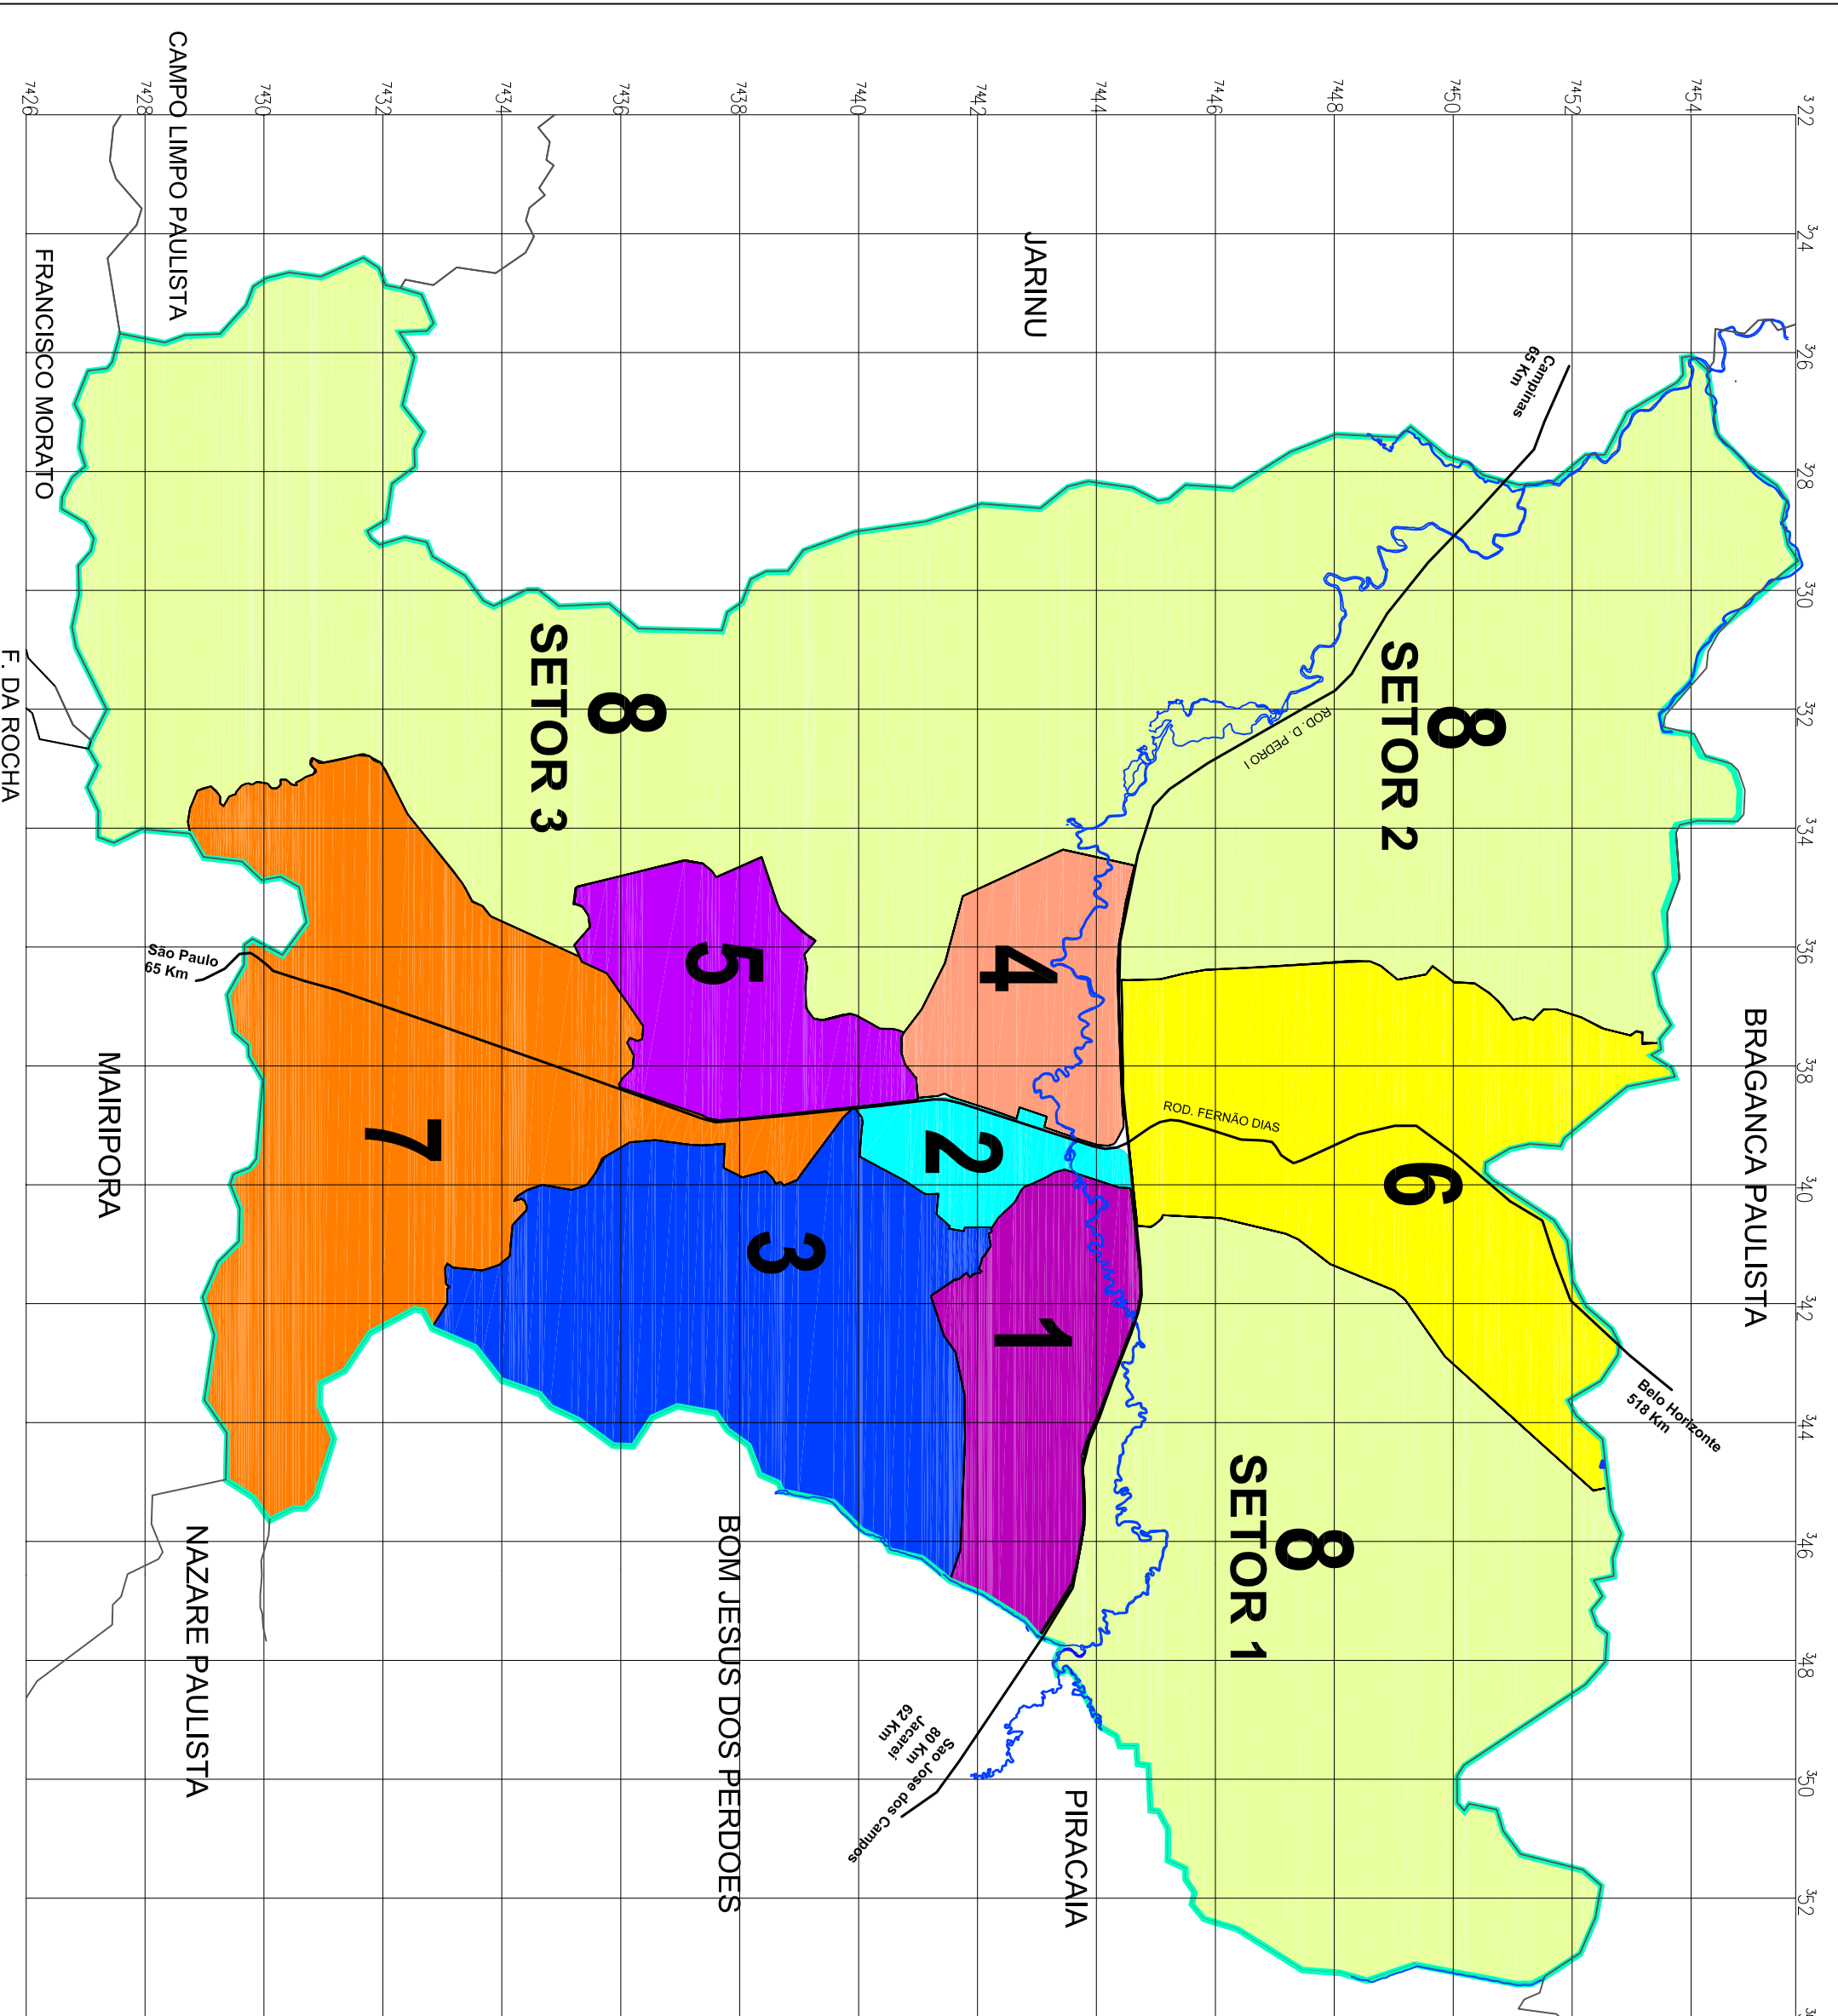 322
324
326
328
330
332
334
336
338
340
342
344
346
348
350
352
7454
7452
7450
7448
7446
7444
7442
7440
7438
7436
7434
7432
7430
7428
7426
BRAGANCA PAULISTA
Campinas
65 Km
8
SETOR 2
ROD. D. PEDRO I
JARINU
6
ROD. FERNÃO DIAS
Belo Horizonte
518 Km
8
SETOR 1
4
2
1
5
3
8
SETOR 3
7
São Paulo
65 Km
CAMPO LIMPO PAULISTA
FRANCISCO MORATO
F. DA ROCHA
MAIRIPORA
NAZARE PAULISTA
BOM JESUS DOS PERDOES
PIRACAIA
Sao Jose dos Campos
80 Km
Jacarei
62 Km